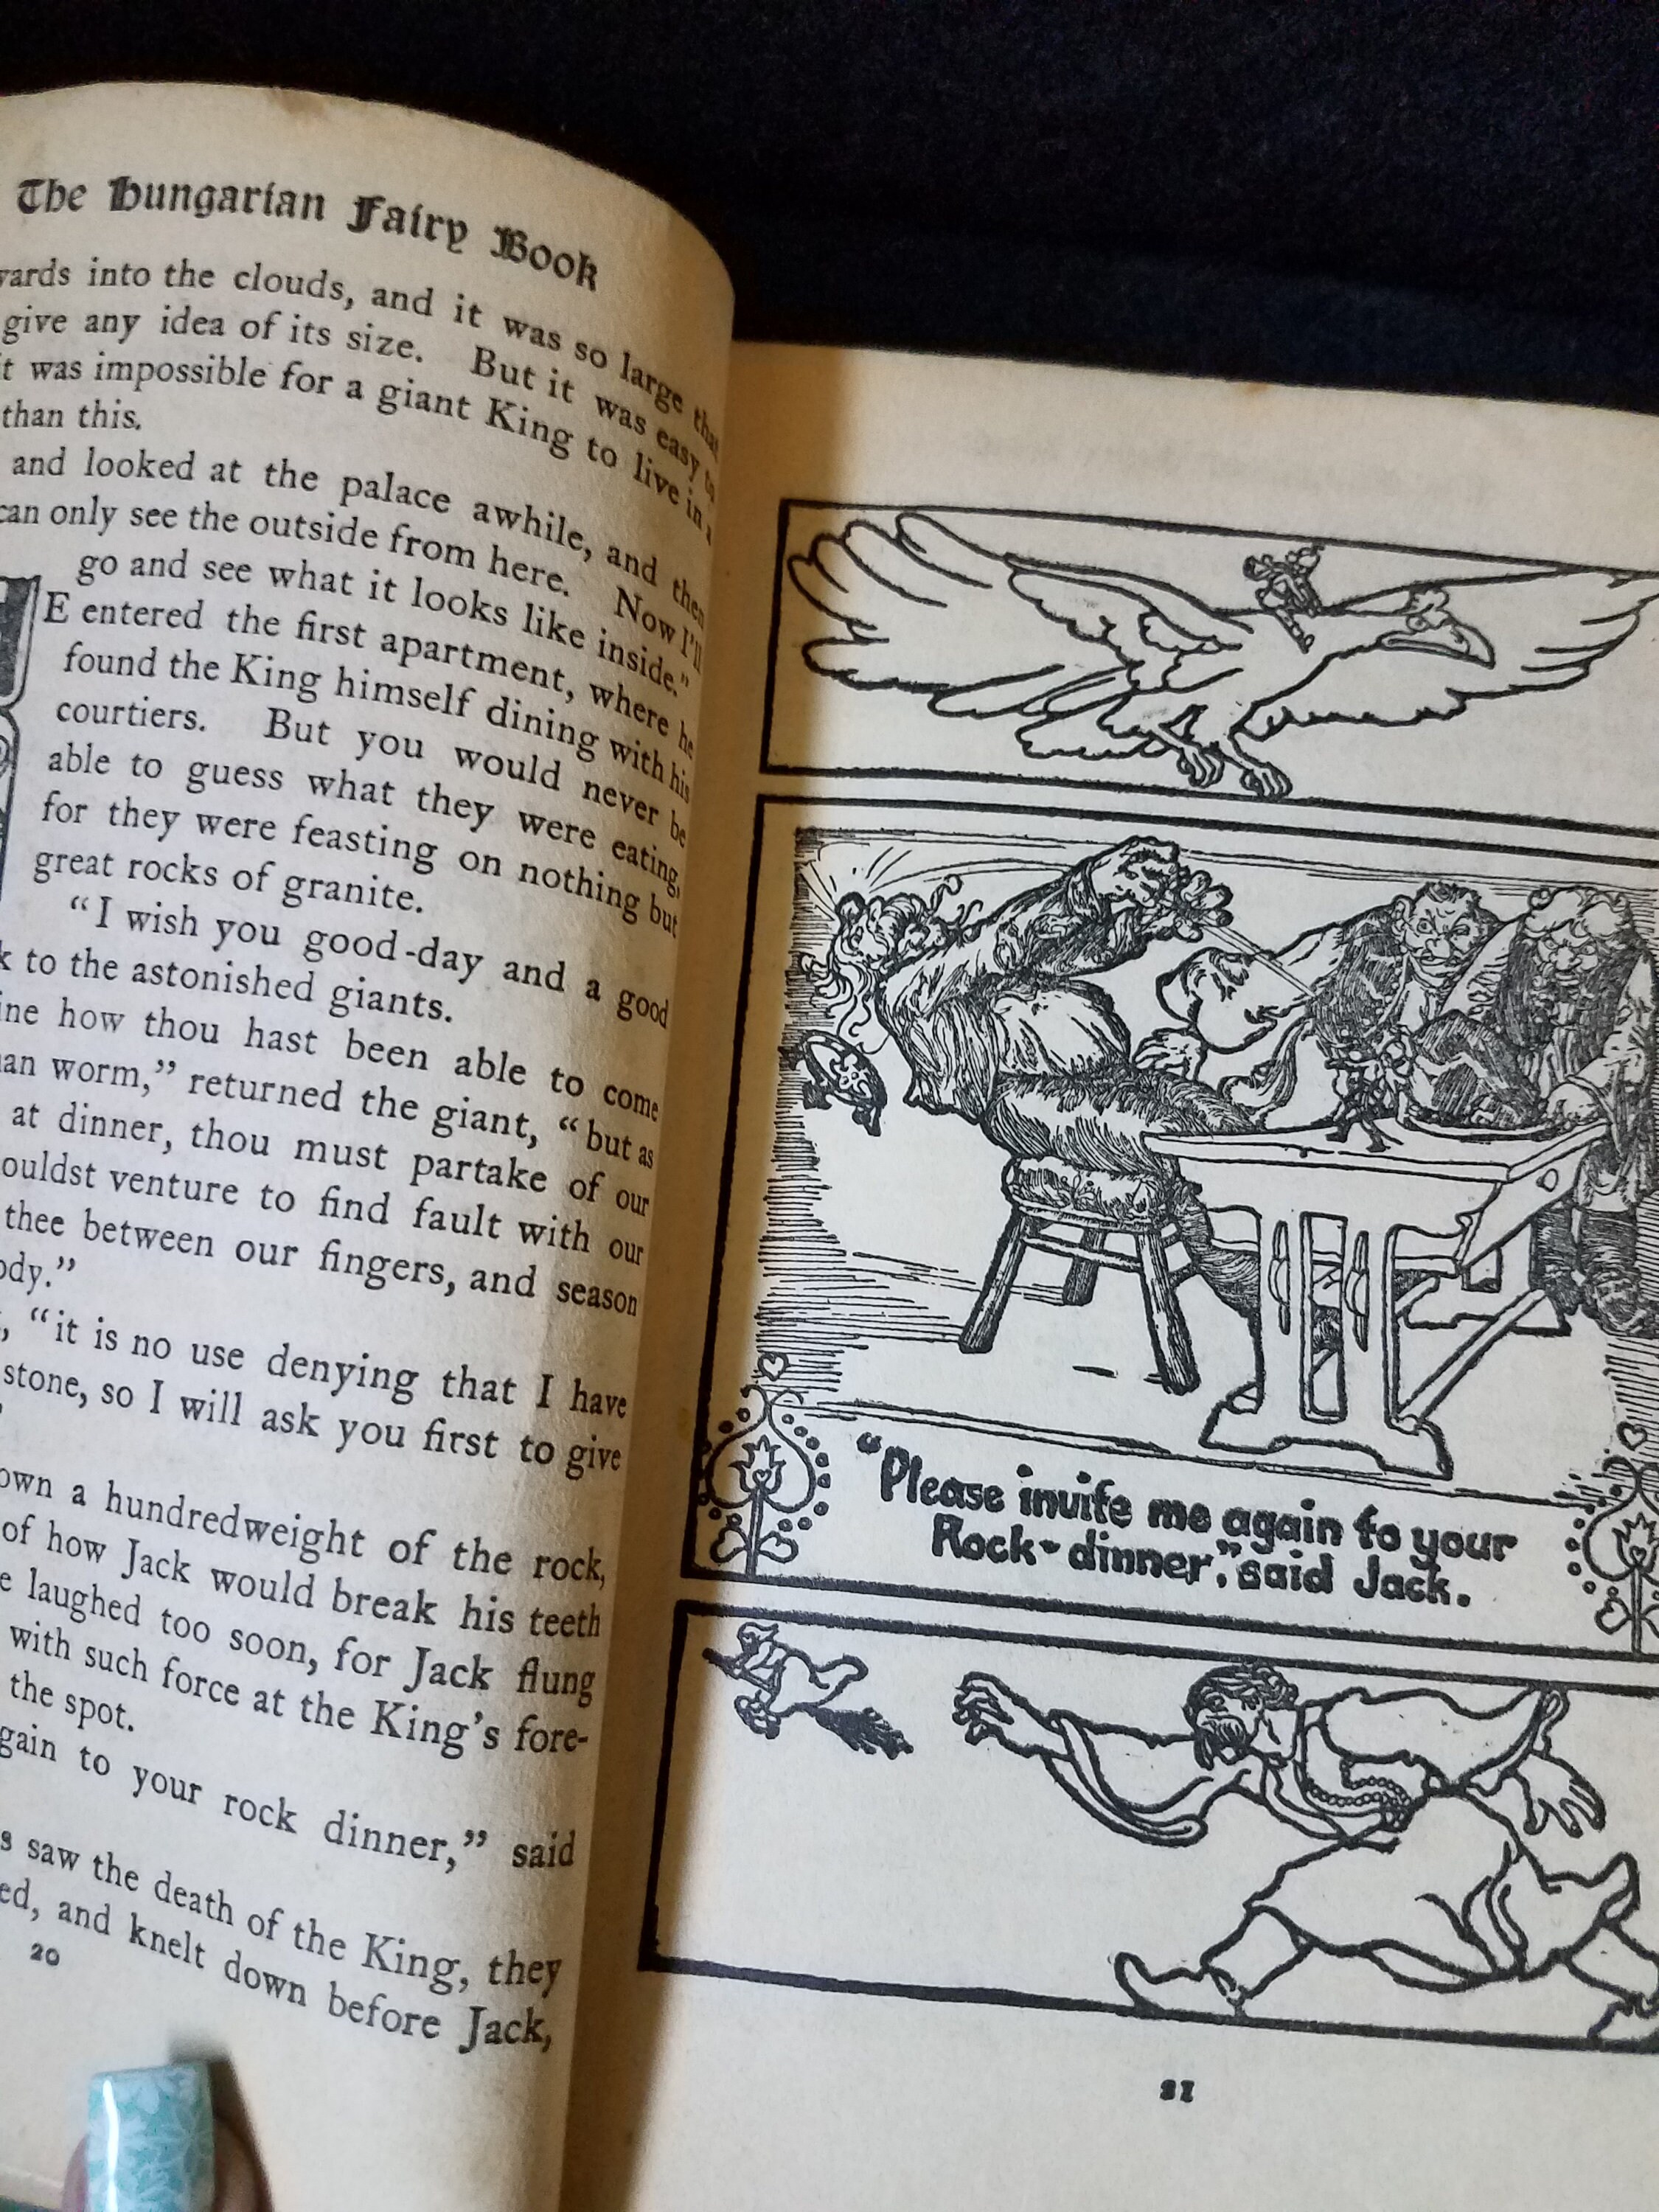 The Hungarian Fairy Book
into the clouds, and it was so large that
give any idea of its size. But it was easy to
it was impossible for a giant King to live in a
than this.
and looked at the palace awhile, and then
can only see the outside from here. Now I'll
go and see what it looks like inside."
E entered the first apartment, where he
found the King himself dining with his
courtiers. But you would never be
able to guess what they were eating,
for they were feasting on nothing but
great rocks of granite.
"I wish you good-day and a good
to the astonished giants.
how thou hast been able to come
worm," returned the giant, "but as
at dinner, thou must partake of our
venture to find fault with our
thee between our fingers, and season
"it is no use denying that I have
stone, so I will ask you first to give
a hundredweight of the rock,
of how Jack would break his teeth
laughed too soon, for Jack flung
with such force at the King's fore-
the spot.
to your rock dinner," said
saw the death of the King, they
and knelt down before Jack,
20
"Please invite me again to your
Rock-dinner," said Jack.
21